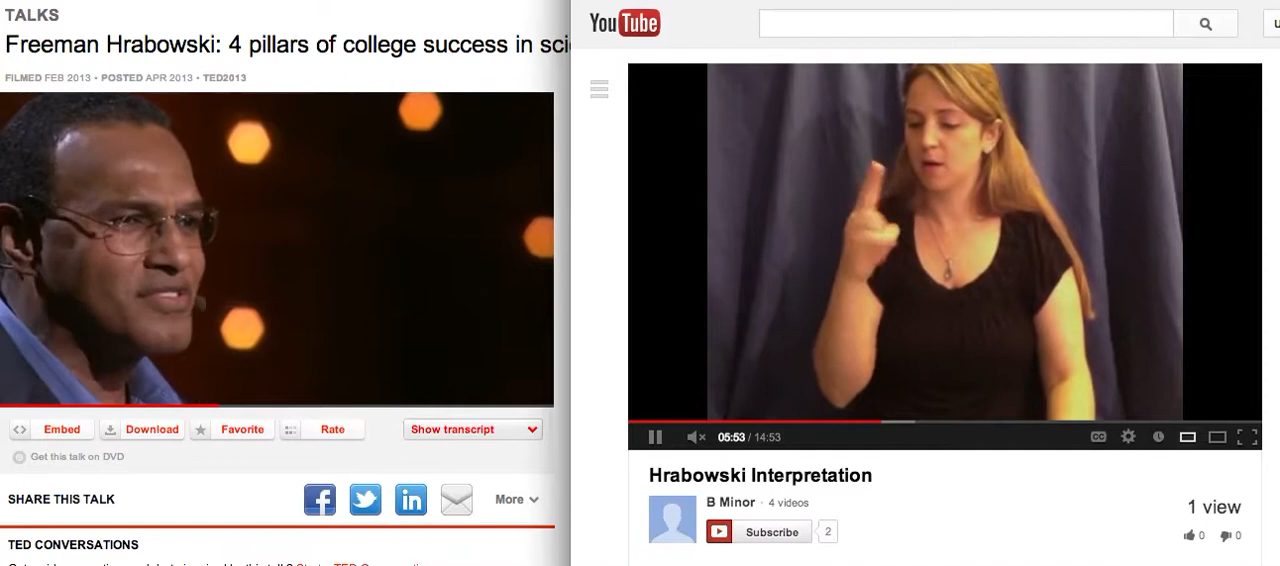 TALKS
Freeman Hrabowski: 4 pillars of college success in sci
FILMED FEB 2013 • POSTED APR 2013 • TED2013
Embed
Download
Favorite
Rate
Show transcript
Get this talk on DVD
SHARE THIS TALK
More
TED CONVERSATIONS
YouTube
05:53 / 14:53
CC
Hrabowski Interpretation
B Minor · 4 videos
Subscribe
2
1 view
0
0